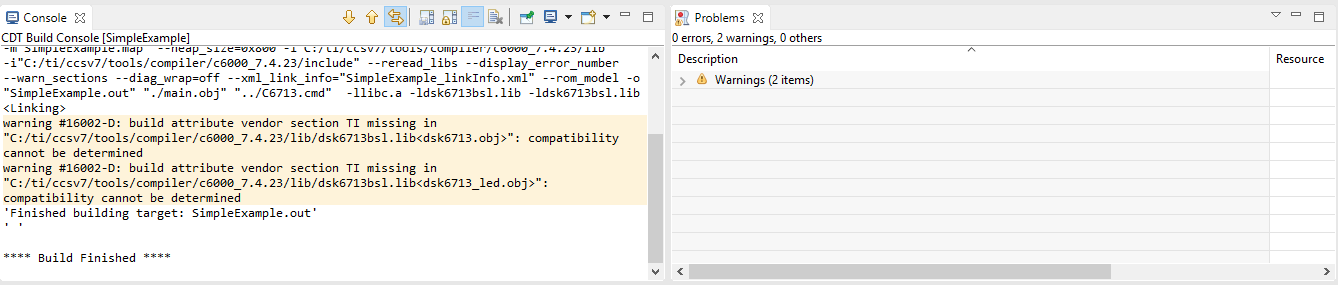 Console
CDT Build Console [SimpleExample]
-m"SimpleExample.map" --heap_size=0x800 -i"C:/ti/ccsv7/tools/compiler/c6000_7.4.23/lib"
-i"C:/ti/ccsv7/tools/compiler/c6000_7.4.23/include" --reread_libs --display_error_number
--warn_sections --diag_wrap=off --xml_link_info="SimpleExample_linkInfo.xml" --rom_model -o
"SimpleExample.out" "./main.obj" "../C6713.cmd"  -llibc.a -ldsk6713bsl.lib -ldsk6713bsl.lib
<Linking>
warning #16002-D: build attribute vendor section TI missing in
"C:/ti/ccsv7/tools/compiler/c6000_7.4.23/lib/dsk6713bsl.lib<dsk6713.obj>": compatibility
cannot be determined
warning #16002-D: build attribute vendor section TI missing in
"C:/ti/ccsv7/tools/compiler/c6000_7.4.23/lib/dsk6713bsl.lib<dsk6713_led.obj>":
compatibility cannot be determined
'Finished building target: SimpleExample.out'
' '
**** Build Finished ****
Problems
0 errors, 2 warnings, 0 others
Description
Resource
Warnings (2 items)